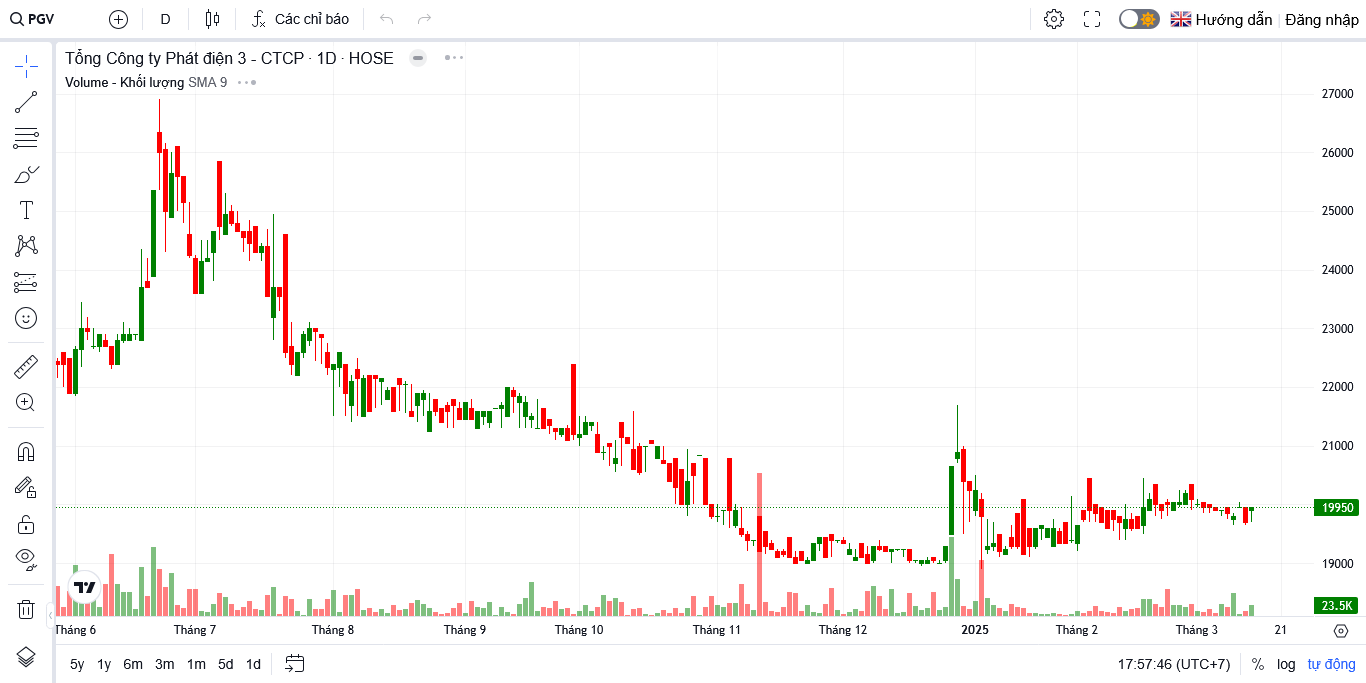 PGV D Các chỉ báo Hướng dẫn Đăng nhập
Tổng Công ty Phát điện 3 - CTCP · 1D · HOSE
Volume - Khối lượng SMA 9
27000
26000
25000
24000
23000
22000
21000
19950
19000
23.5K
Tháng 6 Tháng 7 Tháng 8 Tháng 9 Tháng 10 Tháng 11 Tháng 12 2025 Tháng 2 Tháng 3 21
5y 1y 6m 3m 1m 5d 1d 17:57:46 (UTC+7) % log tự động